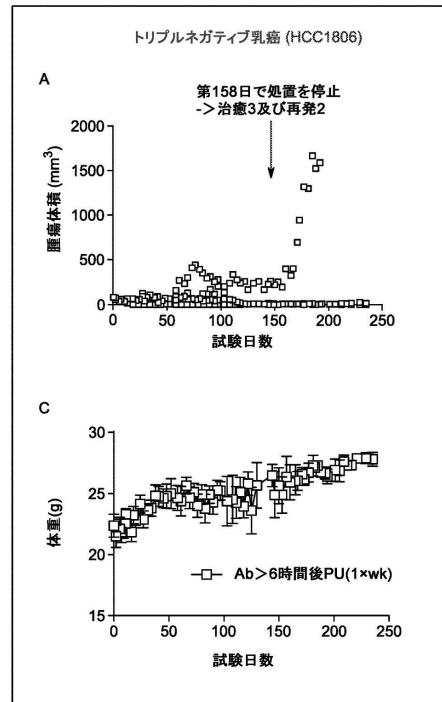 トリプルネガティブ乳癌 (HCC1806)
A
第158日で処置を停止
->治癒3及び再発2
腫瘍体積 (mm³)
2000
1500
1000
500
0
0 50 100 150 200 250
試験日数
C
体重(g)
30
25
20
15
Ab>6時間後PU(1×wk)
0 50 100 150 200 250
試験日数